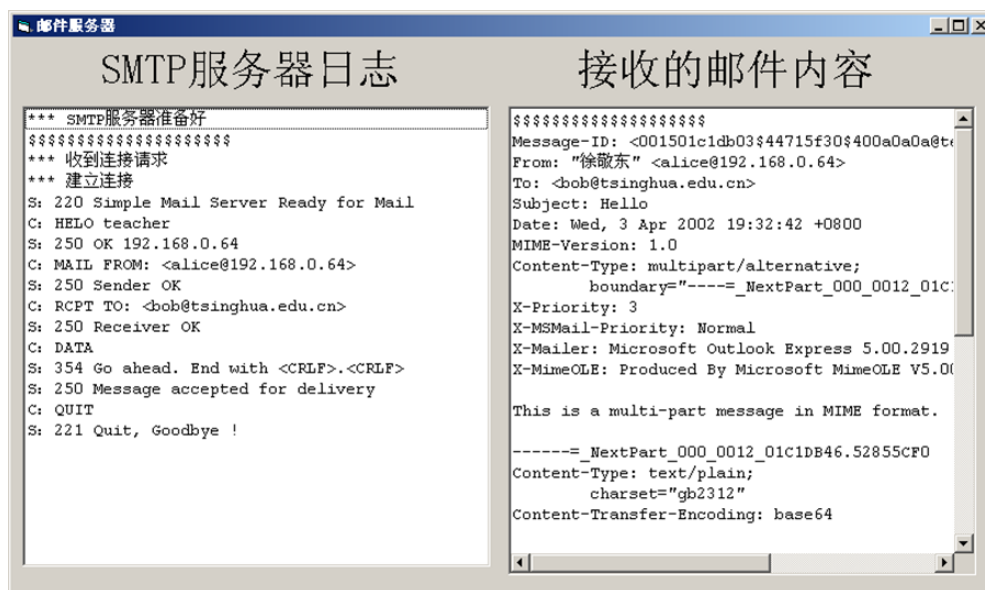 邮件服务器
SMTP服务器日志
接收的邮件内容
*** SMTP服务器准备好
$$$$$$$$$$$$$$$$$$$$$
*** 收到连接请求
*** 建立连接
S: 220 Simple Mail Server Ready for Mail
C: HELO teacher
S: 250 OK 192.168.0.64
C: MAIL FROM: <alice@192.168.0.64>
S: 250 Sender OK
C: RCPT TO: <bob@tsinghua.edu.cn>
S: 250 Receiver OK
C: DATA
S: 354 Go ahead. End with <CRLF>.<CRLF>
S: 250 Message accepted for delivery
C: QUIT
S: 221 Quit, Goodbye !
$$$$$$$$$$$$$$$$$$$$
Message-ID: <001501c1db03$44715f30$400a0a0a@te
From: "徐敬东" <alice@192.168.0.64>
To: <bob@tsinghua.edu.cn>
Subject: Hello
Date: Wed, 3 Apr 2002 19:32:42 +0800
MIME-Version: 1.0
Content-Type: multipart/alternative;
boundary="----=_NextPart_000_0012_01C1
X-Priority: 3
X-MSMail-Priority: Normal
X-Mailer: Microsoft Outlook Express 5.00.2919
X-MimeOLE: Produced By Microsoft MimeOLE V5.00
This is a multi-part message in MIME format.
------=_NextPart_000_0012_01C1DB46.52855CF0
Content-Type: text/plain;
charset="gb2312"
Content-Transfer-Encoding: base64